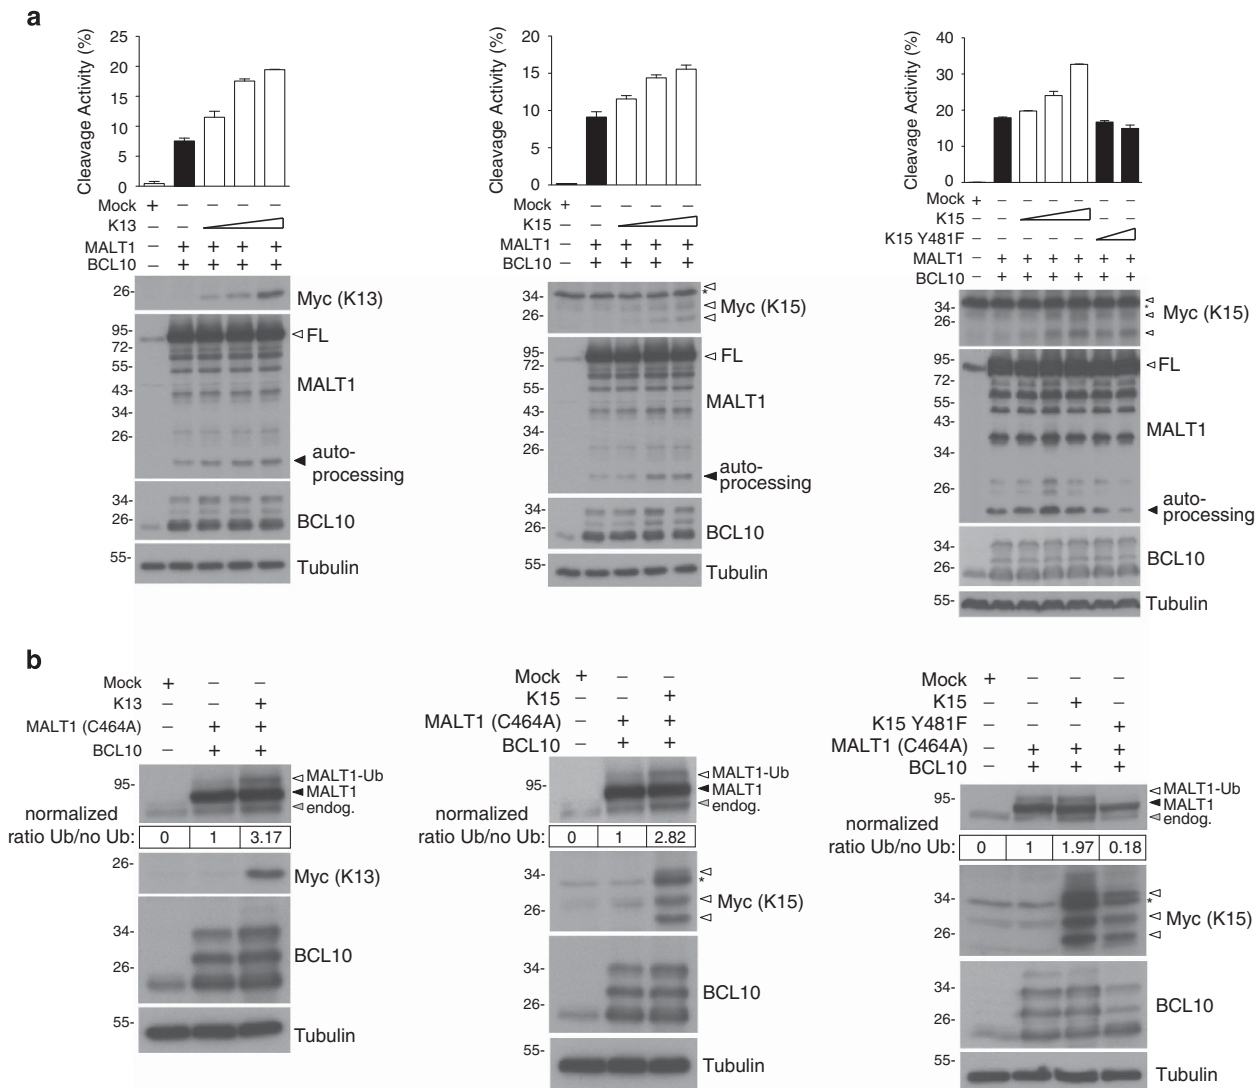 a
Cleavage Activity (%)
25
20
15
10
5
0
Mock + − − − −
K13 − −
MALT1 − + + + +
BCL10 − + + + +
26-
Myc (K13)
95-
FL
72-
55-
MALT1
43-
34-
26-
auto-
processing
34-
26-
BCL10
55-
Tubulin
Cleavage Activity (%)
20
15
10
5
0
Mock + − − − −
K15 − −
MALT1 − + + + +
BCL10 − + + + +
34-
*
26-
Myc (K15)
95-
FL
72-
55-
MALT1
43-
34-
26-
auto-
processing
34-
26-
BCL10
55-
Tubulin
Cleavage Activity (%)
40
30
20
10
0
Mock + − − − − − −
K15 − − − −
K15 Y481F − − − − −
MALT1 − + + + + + +
BCL10 − + + + + + +
34-
*
26-
Myc (K15)
95-
FL
72-
55-
43-
MALT1
34-
26-
auto-
processing
34-
26-
BCL10
55-
Tubulin
b
Mock + − −
K13 − − +
MALT1 (C464A) − + +
BCL10 − + +
95-
MALT1-Ub
MALT1
endog.
normalized
ratio Ub/no Ub: 0 1 3.17
26-
Myc (K13)
34-
BCL10
26-
55-
Tubulin
Mock + − −
K15 − − +
MALT1 (C464A) − + +
BCL10 − + +
95-
MALT1-Ub
MALT1
endog.
normalized
ratio Ub/no Ub: 0 1 2.82
34-
*
Myc (K15)
26-
34-
BCL10
26-
55-
Tubulin
Mock + − − −
K15 − − + −
K15 Y481F − − − +
MALT1 (C464A) − + + +
BCL10 − + + +
95-
MALT1-Ub
MALT1
endog.
normalized
ratio Ub/no Ub: 0 1 1.97 0.18
34-
*
Myc (K15)
26-
34-
BCL10
26-
55-
Tubulin